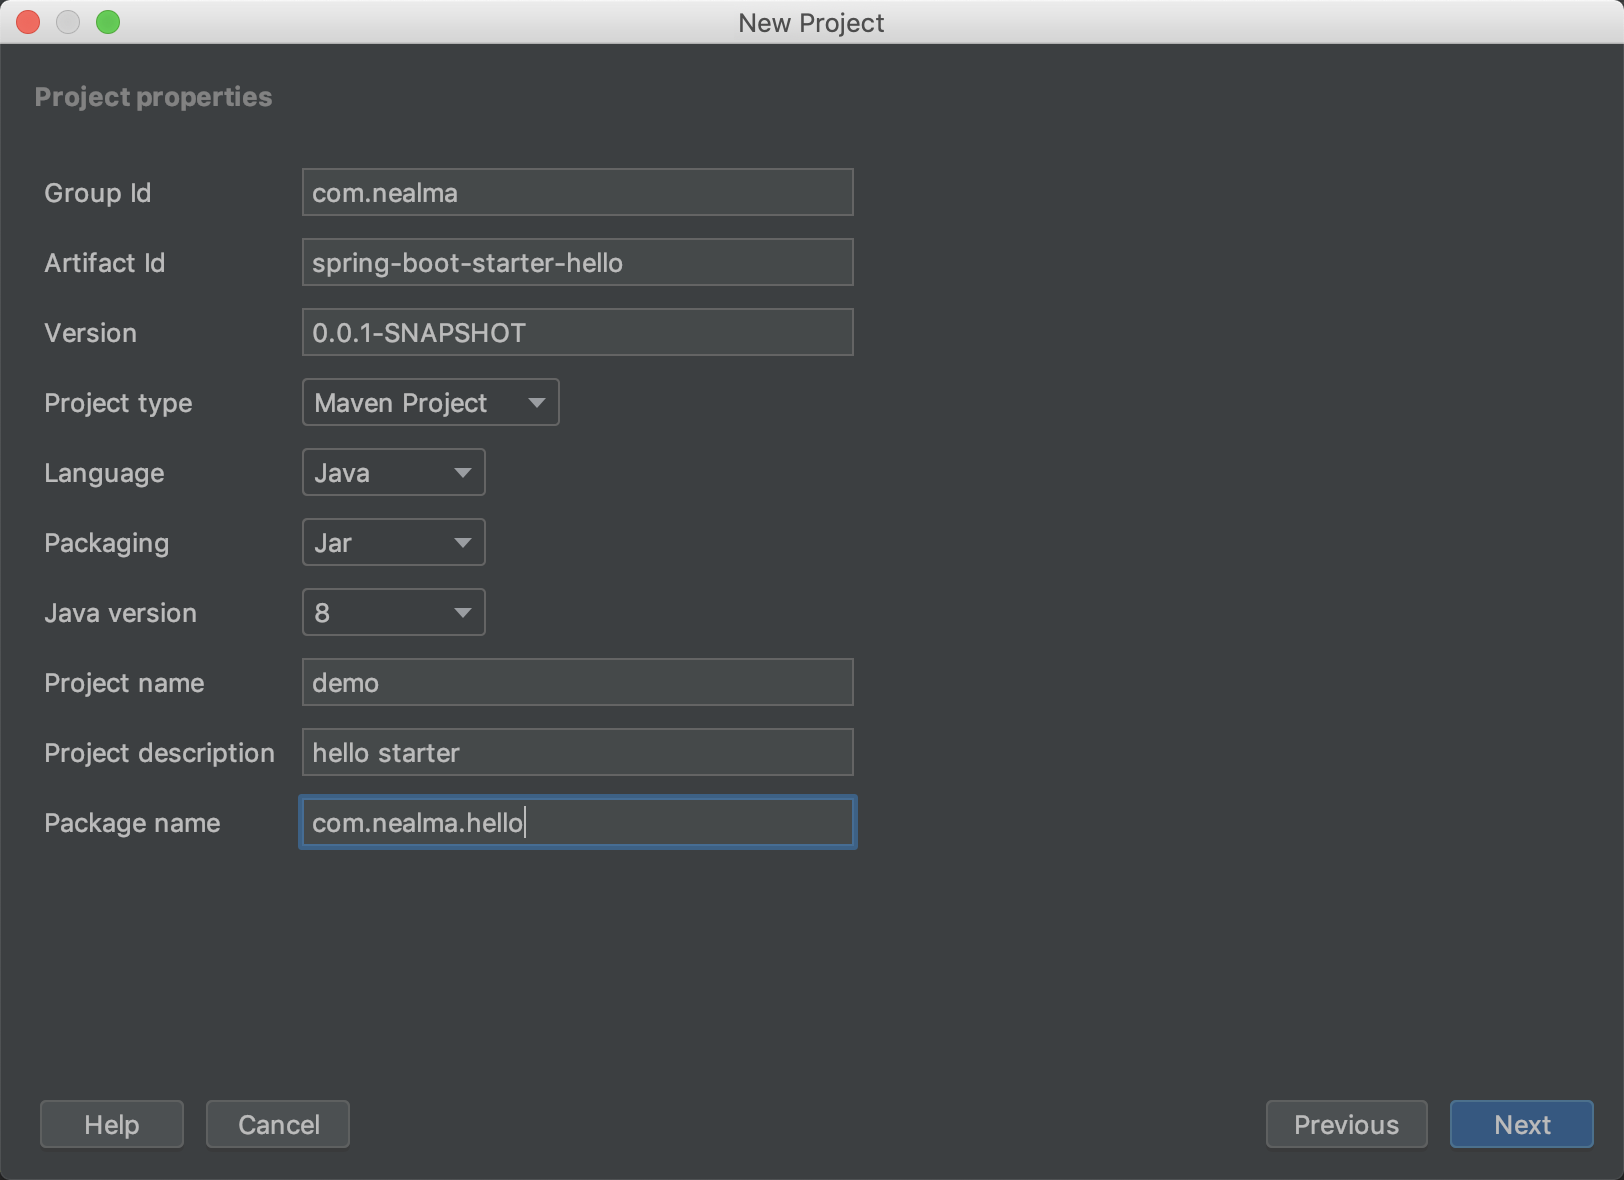 New Project
Project properties
Group Id com.nealma
Artifact Id spring-boot-starter-hello
Version 0.0.1-SNAPSHOT
Project type Maven Project
Language Java
Packaging Jar
Java version 8
Project name demo
Project description hello starter
Package name com.nealma.hello
Help Cancel Previous Next